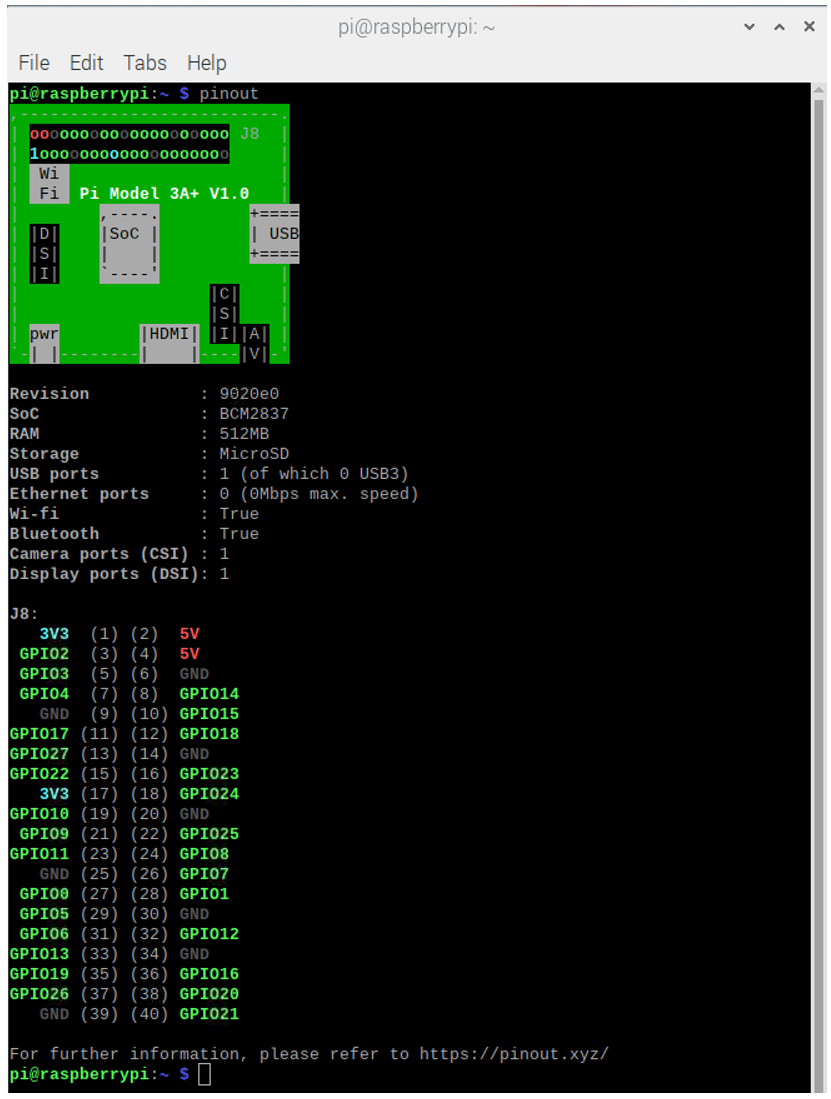 pi@raspberrypi: ~
File Edit Tabs Help
pi@raspberrypi:~ $ pinout
,--------------------------.
| oooooooooooooooooooo J8  |
| 1ooooooooooooooooooo     |
| Wi                       |
| Fi  Pi Model 3A+ V1.0    |
|        ,----.          +====
| |D|    |SoC |          | USB
| |S|    |    |          +====
| |I|    `----'            |
|                   |C|    |
|                   |S|    |
| pwr        |HDMI| |I||A| |
`-| |--------|    |----|V|-'
Revision : 9020e0
SoC : BCM2837
RAM : 512MB
Storage : MicroSD
USB ports : 1 (of which 0 USB3)
Ethernet ports : 0 (0Mbps max. speed)
Wi-fi : True
Bluetooth : True
Camera ports (CSI) : 1
Display ports (DSI): 1
J8:
3V3 (1) (2) 5V
GPIO2 (3) (4) 5V
GPIO3 (5) (6) GND
GPIO4 (7) (8) GPIO14
GND (9) (10) GPIO15
GPIO17 (11) (12) GPIO18
GPIO27 (13) (14) GND
GPIO22 (15) (16) GPIO23
3V3 (17) (18) GPIO24
GPIO10 (19) (20) GND
GPIO9 (21) (22) GPIO25
GPIO11 (23) (24) GPIO8
GND (25) (26) GPIO7
GPIO0 (27) (28) GPIO1
GPIO5 (29) (30) GND
GPIO6 (31) (32) GPIO12
GPIO13 (33) (34) GND
GPIO19 (35) (36) GPIO16
GPIO26 (37) (38) GPIO20
GND (39) (40) GPIO21
For further information, please refer to https://pinout.xyz/
pi@raspberrypi:~ $